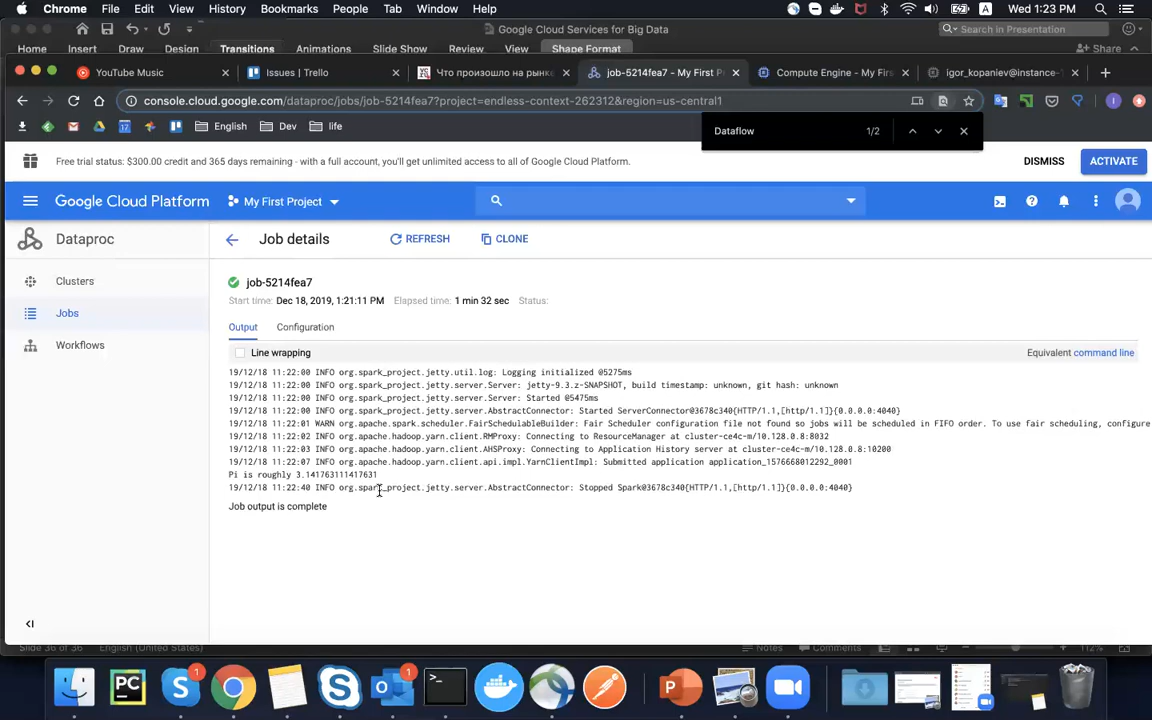 Chrome File Edit View History Bookmarks People Tab Window Help Wed 1:23 PM
Google Cloud Services for Big Data
Search in Presentation
Home Insert Draw Design Transitions Animations Slide Show Review View Shape Format Share
YouTube Music
Issues | Trello
Что произошло на рынке
job-5214fea7 - My First P
Compute Engine - My Firs
igor_kopaniev@instance-
console.cloud.google.com/dataproc/jobs/job-5214fea7?project=endless-context-262312&region=us-central1
English Dev life
Dataflow 1/2
Free trial status: $300.00 credit and 365 days remaining - with a full account, you'll get unlimited access to all of Google Cloud Platform.
DISMISS ACTIVATE
Google Cloud Platform My First Project
Dataproc
Job details REFRESH CLONE
Clusters
Jobs
Workflows
job-5214fea7
Start time: Dec 18, 2019, 1:21:11 PM Elapsed time: 1 min 32 sec Status:
Output Configuration
Line wrapping
Equivalent command line
19/12/18 11:22:00 INFO org.spark_project.jetty.util.log: Logging initialized @5275ms
19/12/18 11:22:00 INFO org.spark_project.jetty.server.Server: jetty-9.3.z-SNAPSHOT, build timestamp: unknown, git hash: unknown
19/12/18 11:22:00 INFO org.spark_project.jetty.server.Server: Started @5475ms
19/12/18 11:22:00 INFO org.spark_project.jetty.server.AbstractConnector: Started ServerConnector@3678c340{HTTP/1.1,[http/1.1]}{0.0.0.0:4040}
19/12/18 11:22:01 WARN org.apache.spark.scheduler.FairSchedulableBuilder: Fair Scheduler configuration file not found so jobs will be scheduled in FIFO order. To use fair scheduling, configure
19/12/18 11:22:02 INFO org.apache.hadoop.yarn.client.RMProxy: Connecting to ResourceManager at cluster-ce4c-m/10.128.0.8:8032
19/12/18 11:22:03 INFO org.apache.hadoop.yarn.client.AHSProxy: Connecting to Application History server at cluster-ce4c-m/10.128.0.8:10200
19/12/18 11:22:07 INFO org.apache.hadoop.yarn.client.api.impl.YarnClientImpl: Submitted application application_1576668012292_0001
Pi is roughly 3.141763111417631
19/12/18 11:22:40 INFO org.spark_project.jetty.server.AbstractConnector: Stopped Spark@3678c340{HTTP/1.1,[http/1.1]}{0.0.0.0:4040}
Job output is complete
Slide 36 of 36 English (United States) Notes Comments 112%